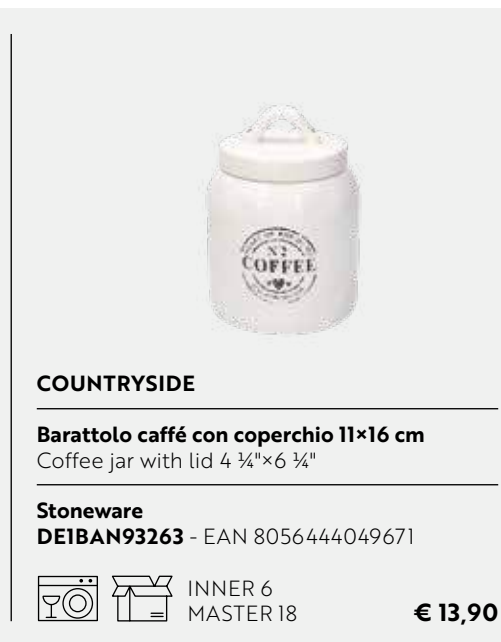 N2
COFFEE
COUNTRYSIDE
Barattolo caffé con coperchio 11×16 cm
Coffee jar with lid 4 ¼"×6 ¼"
Stoneware
DE1BAN93263 - EAN 8056444049671
INNER 6
MASTER 18
€ 13,90